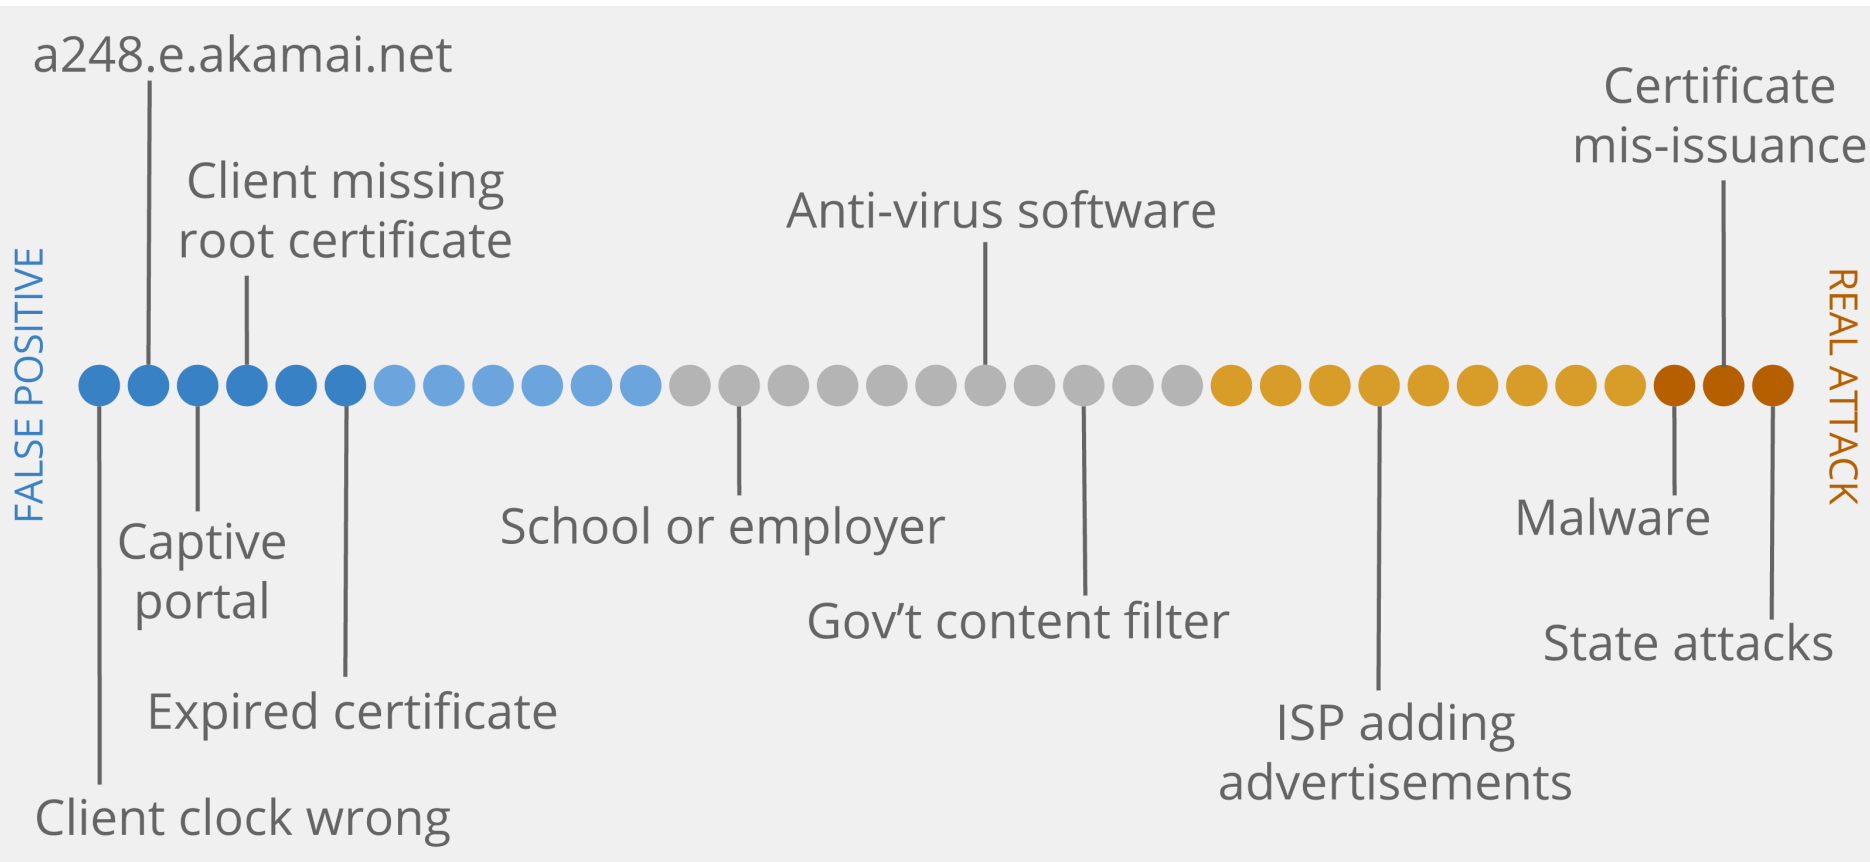 a248.e.akamai.net
Client missing
root certificate
Anti-virus software
Certificate
mis-issuance
FALSE POSITIVE
REAL ATTACK
Captive
portal
School or employer
Malware
Gov’t content filter
State attacks
Expired certificate
ISP adding
advertisements
Client clock wrong